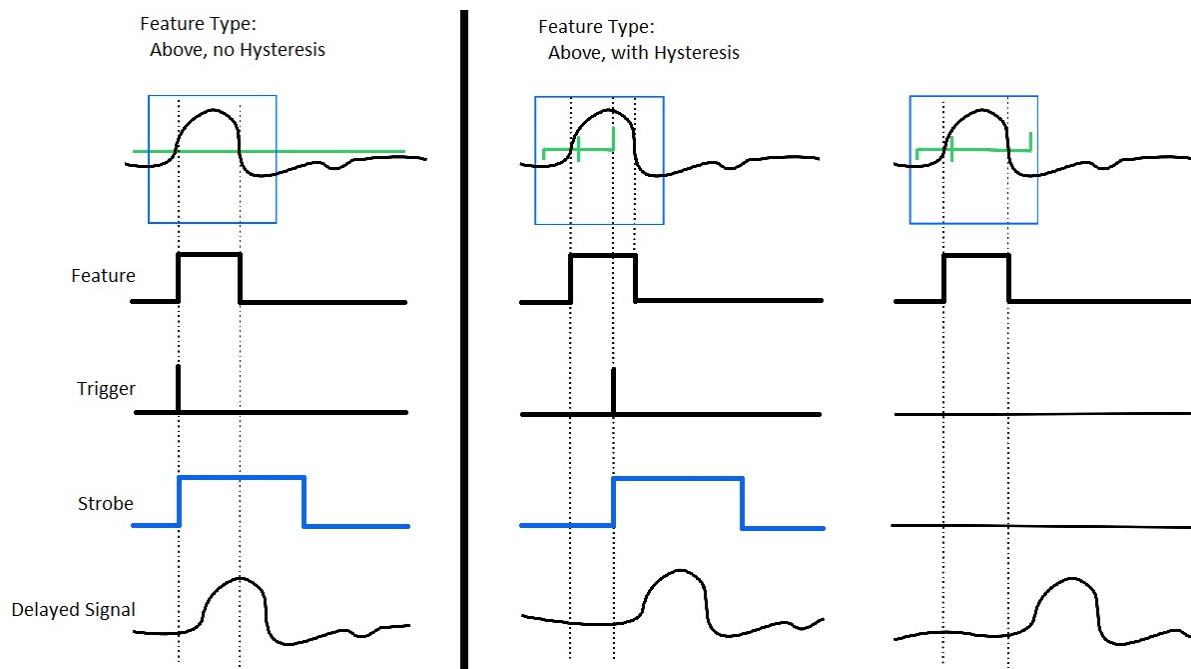 Feature Type:
Above, no Hysteresis
Feature Type:
Above, with Hysteresis
Feature
Trigger
Strobe
Delayed Signal